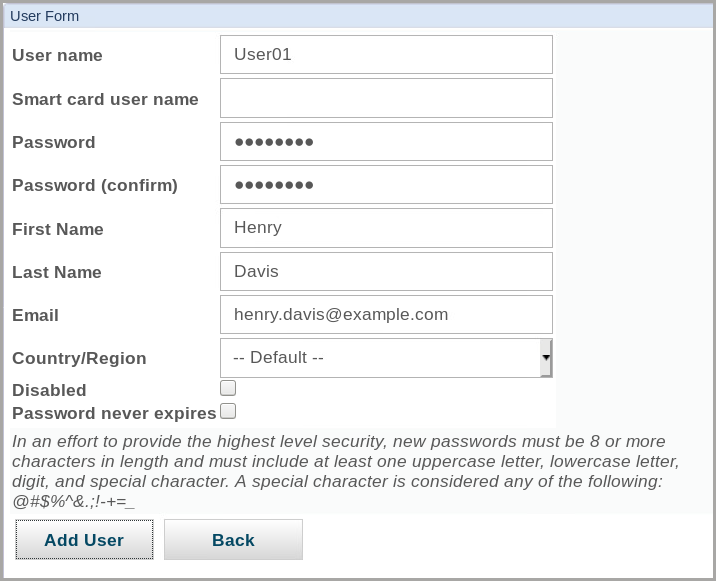 User Form
User name User01
Smart card user name
Password ●●●●●●●●
Password (confirm) ●●●●●●●●
First Name Henry
Last Name Davis
Email henry.davis@example.com
Country/Region -- Default --
Disabled
Password never expires
In an effort to provide the highest level security, new passwords must be 8 or more
characters in length and must include at least one uppercase letter, lowercase letter,
digit, and special character. A special character is considered any of the following:
@#$%^&.;!-+=_
Add User Back